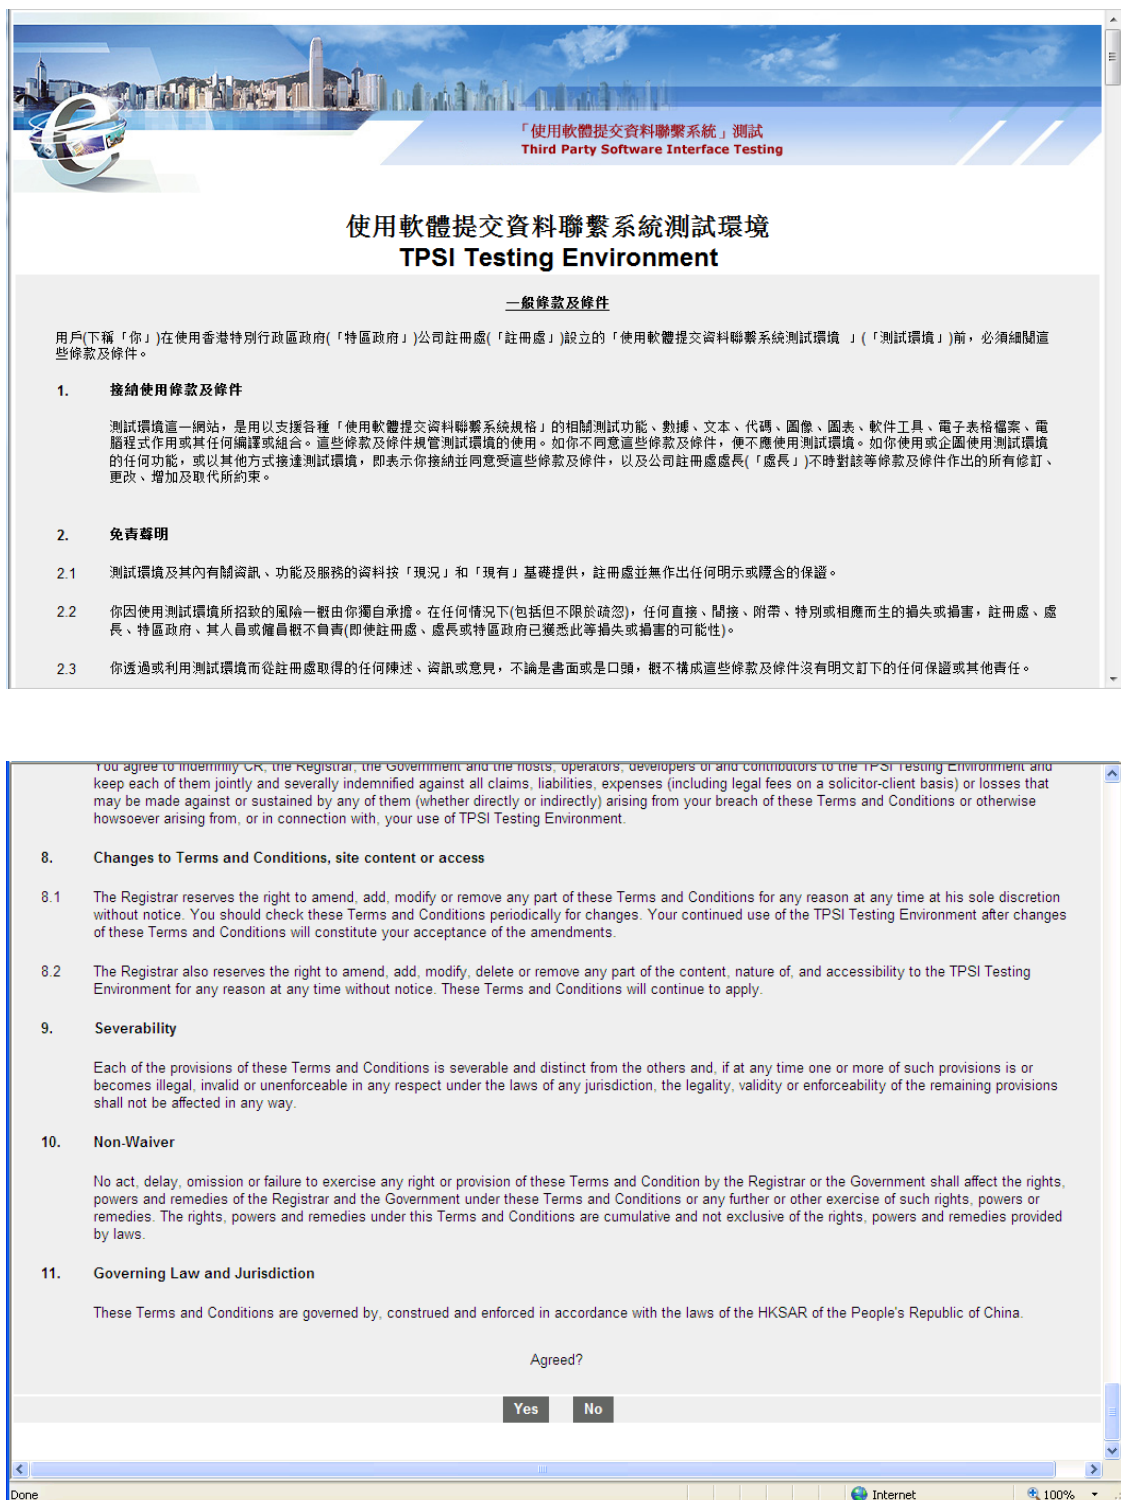 「使用軟體提交資料聯繫系統」測試
Third Party Software Interface Testing
使用軟體提交資料聯繫系統測試環境
TPSI Testing Environment
一般條款及條件
用戶(下稱「你」)在使用香港特別行政區政府(「特區政府」)公司註冊處(「註冊處」)設立的「使用軟體提交資料聯繫系統測試環境 」(「測試環境」)前，必須細閱這
些條款及條件。
1. 接納使用條款及條件
測試環境這一網站，是用以支援各種「使用軟體提交資料聯繫系統規格」的相關測試功能、數據、文本、代碼、圖像、圖表、軟件工具、電子表格檔案、電
腦程式作用或其任何編譯或組合。這些條款及條件規管測試環境的使用。如你不同意這些條款及條件，便不應使用測試環境。如你使用或企圖使用測試環境
的任何功能，或以其他方式接達測試環境，即表示你接納並同意受這些條款及條件，以及公司註冊處處長(「處長」)不時對該等條款及條件作出的所有修訂、
更改、增加及取代所約束。
2. 免責聲明
2.1 測試環境及其內有關資訊、功能及服務的資料按「現況」和「現有」基礎提供，註冊處並無作出任何明示或隱含的保證。
2.2 你因使用測試環境所招致的風險一概由你獨自承擔。在任何情況下(包括但不限於疏忽)，任何直接、間接、附帶、特別或相應而生的損失或損害，註冊處、處
長、特區政府、其人員或僱員概不負責(即使註冊處、處長或特區政府已獲悉此等損失或損害的可能性)。
2.3 你透過或利用測試環境而從註冊處取得的任何陳述、資訊或意見，不論是書面或是口頭，概不構成這些條款及條件沒有明文訂下的任何保證或其他責任。
You agree to indemnify CR, the Registrar, the Government and the hosts, operators, developers of and contributors to the TPSI Testing Environment and
keep each of them jointly and severally indemnified against all claims, liabilities, expenses (including legal fees on a solicitor-client basis) or losses that
may be made against or sustained by any of them (whether directly or indirectly) arising from your breach of these Terms and Conditions or otherwise
howsoever arising from, or in connection with, your use of TPSI Testing Environment.
8. Changes to Terms and Conditions, site content or access
8.1 The Registrar reserves the right to amend, add, modify or remove any part of these Terms and Conditions for any reason at any time at his sole discretion
without notice. You should check these Terms and Conditions periodically for changes. Your continued use of the TPSI Testing Environment after changes
of these Terms and Conditions will constitute your acceptance of the amendments.
8.2 The Registrar also reserves the right to amend, add, modify, delete or remove any part of the content, nature of, and accessibility to the TPSI Testing
Environment for any reason at any time without notice. These Terms and Conditions will continue to apply.
9. Severability
Each of the provisions of these Terms and Conditions is severable and distinct from the others and, if at any time one or more of such provisions is or
becomes illegal, invalid or unenforceable in any respect under the laws of any jurisdiction, the legality, validity or enforceability of the remaining provisions
shall not be affected in any way.
10. Non-Waiver
No act, delay, omission or failure to exercise any right or provision of these Terms and Condition by the Registrar or the Government shall affect the rights,
powers and remedies of the Registrar and the Government under these Terms and Conditions or any further or other exercise of such rights, powers or
remedies. The rights, powers and remedies under this Terms and Conditions are cumulative and not exclusive of the rights, powers and remedies provided
by laws.
11. Governing Law and Jurisdiction
These Terms and Conditions are governed by, construed and enforced in accordance with the laws of the HKSAR of the People's Republic of China.
Agreed?
Yes No
Done Internet 100%